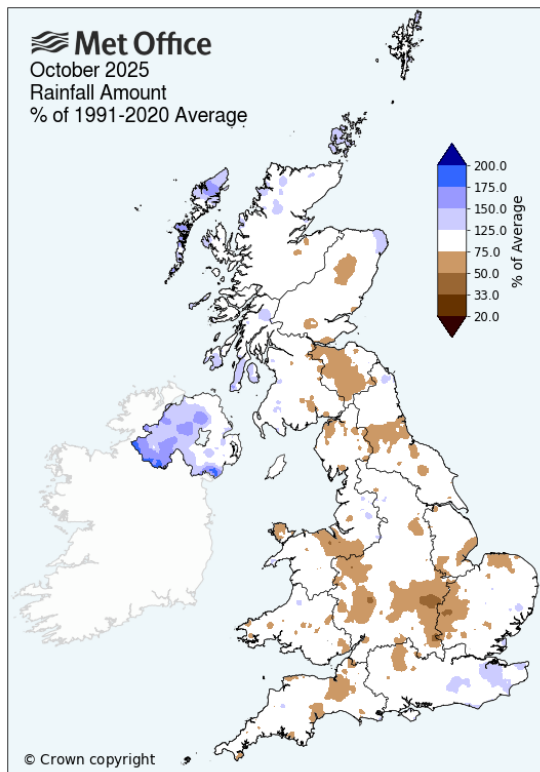 Met Office
October 2025
Rainfall Amount
% of 1991-2020 Average
200.0
175.0
150.0
125.0
75.0
50.0
33.0
20.0
% of Average
© Crown copyright